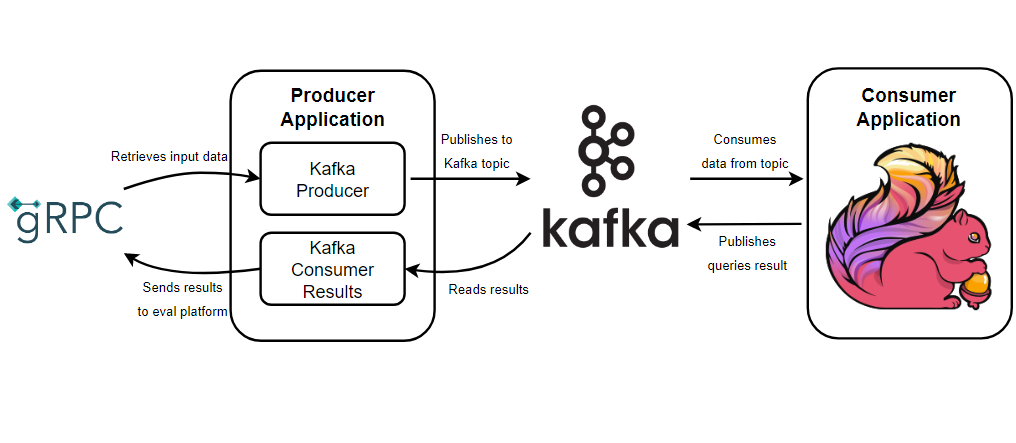 Producer
Application
Consumer
Application
Retrieves input data
Kafka
Producer
Publishes to
Kafka topic
Consumes
data from topic
gRPC
kafka
Kafka
Consumer
Results
Publishes
queries result
Sends results
to eval platform
Reads results